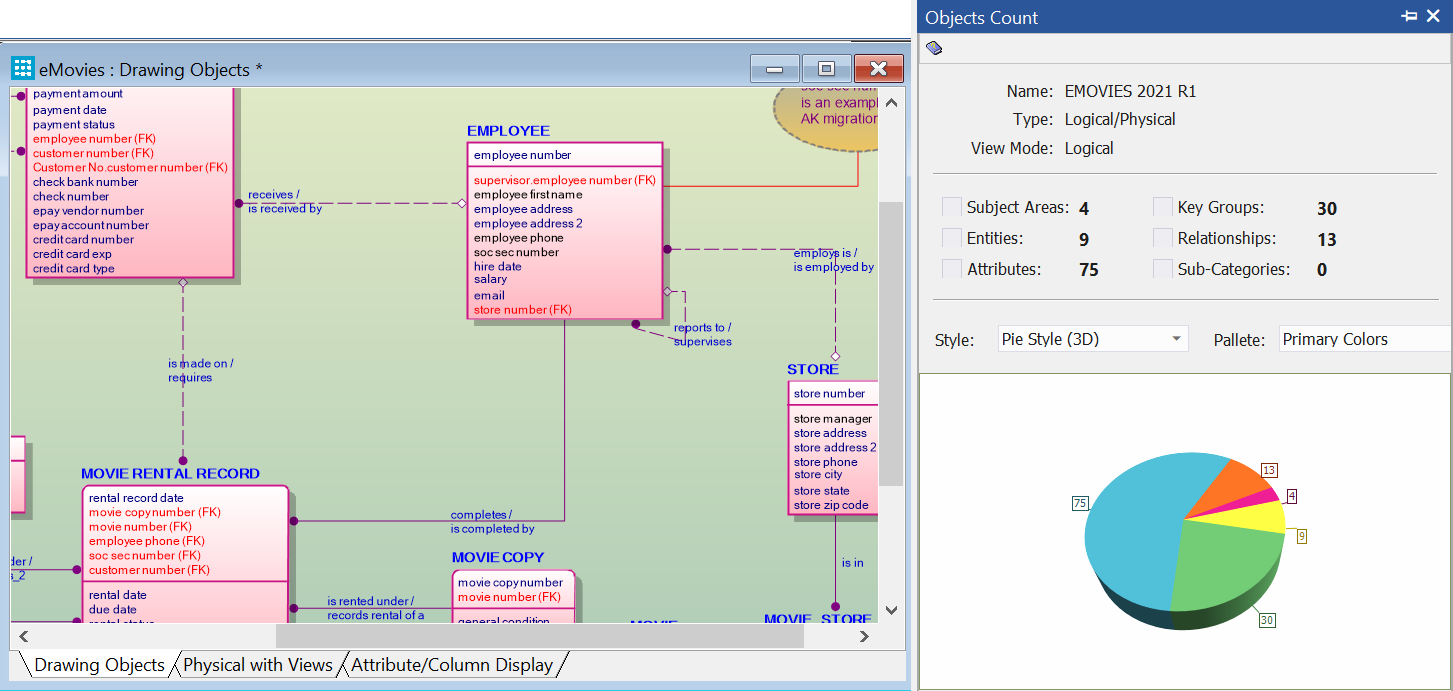 eMovies : Drawing Objects *
payment amount
payment date
payment status
employee number (FK)
customer number (FK)
Customer No.customer number (FK)
check bank number
check number
epay vendor number
epay account number
credit card number
credit card exp
credit card type
receives /
is received by
EMPLOYEE
employee number
supervisor.employee number (FK)
employee first name
employee address
employee address 2
employee phone
soc sec number
hire date
salary
email
store number (FK)
is an exampl
AK migration
employs is /
is employed by
reports to /
supervises
is made on /
requires
STORE
store number
store manager
store address
store address 2
store phone
store city
store state
store zip code
MOVIE RENTAL RECORD
rental record date
movie copy number (FK)
movie number (FK)
employee phone (FK)
soc sec number (FK)
customer number (FK)
rental date
due date
rental status
der /
s_2
completes /
is completed by
MOVIE COPY
movie copy number
movie number (FK)
general condition
is rented under /
records rental of a
is in
MOVIE
MOVIE STORE
Drawing Objects
Physical with Views
Attribute/Column Display
Objects Count
Name: EMOVIES 2021 R1
Type: Logical/Physical
View Mode: Logical
Subject Areas: 4 Key Groups: 30
Entities: 9 Relationships: 13
Attributes: 75 Sub-Categories: 0
Style: Pie Style (3D) Pallete: Primary Colors
13
4
75
9
30